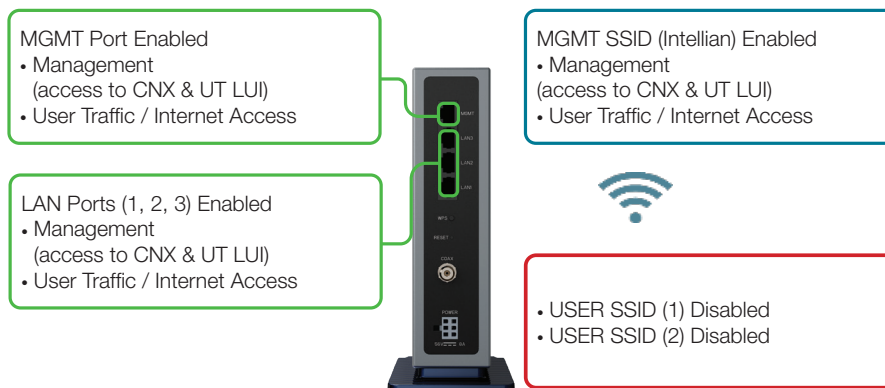 MGMT Port Enabled
• Management
(access to CNX & UT LUI)
• User Traffic / Internet Access
LAN Ports (1, 2, 3) Enabled
• Management
(access to CNX & UT LUI)
• User Traffic / Internet Access
MGMT
LAN3
LAN2
LAN1
WPS
RESET
COAX
POWER
56V 6A
MGMT SSID (Intellian) Enabled
• Management
(access to CNX & UT LUI)
• User Traffic / Internet Access
• USER SSID (1) Disabled
• USER SSID (2) Disabled